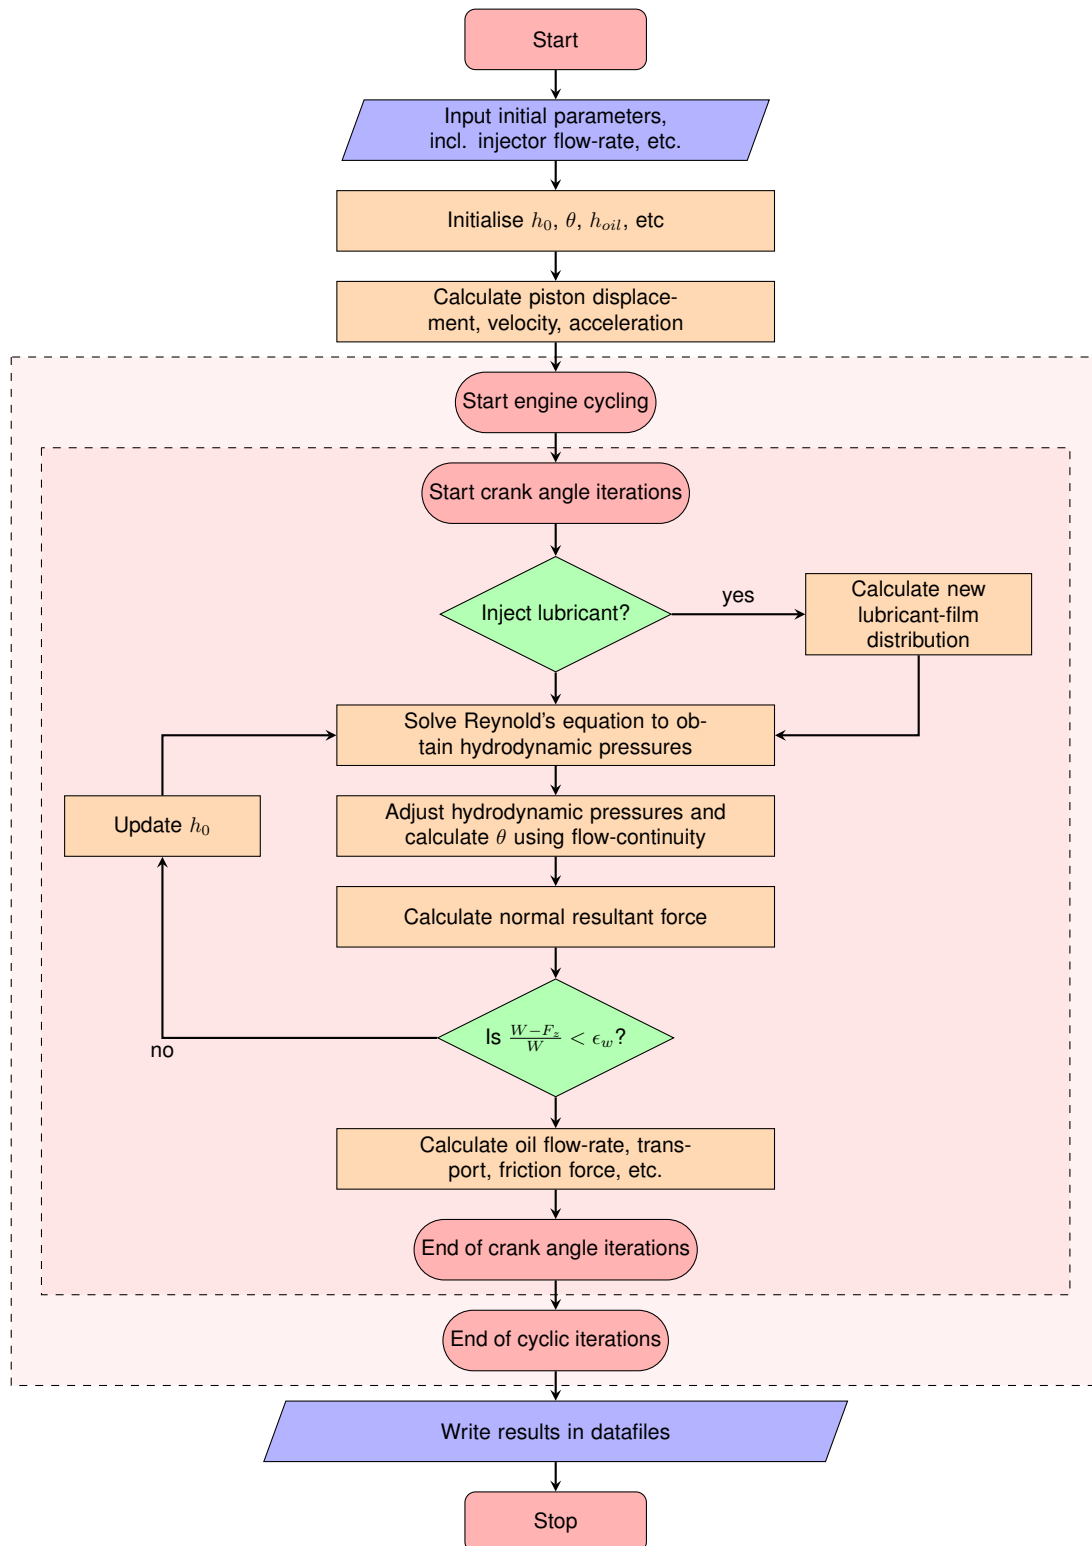 Start
Input initial parameters,
incl. injector flow-rate, etc.
Initialise h₀, θ, hₒᵢₗ, etc
Calculate piston displace-
ment, velocity, acceleration
Start engine cycling
Start crank angle iterations
Inject lubricant?
yes
Calculate new
lubricant-film
distribution
Solve Reynold's equation to ob-
tain hydrodynamic pressures
Update h₀
Adjust hydrodynamic pressures and
calculate θ using flow-continuity
Calculate normal resultant force
Is (W−F_z)/W < ϵ_w?
no
Calculate oil flow-rate, trans-
port, friction force, etc.
End of crank angle iterations
End of cyclic iterations
Write results in datafiles
Stop